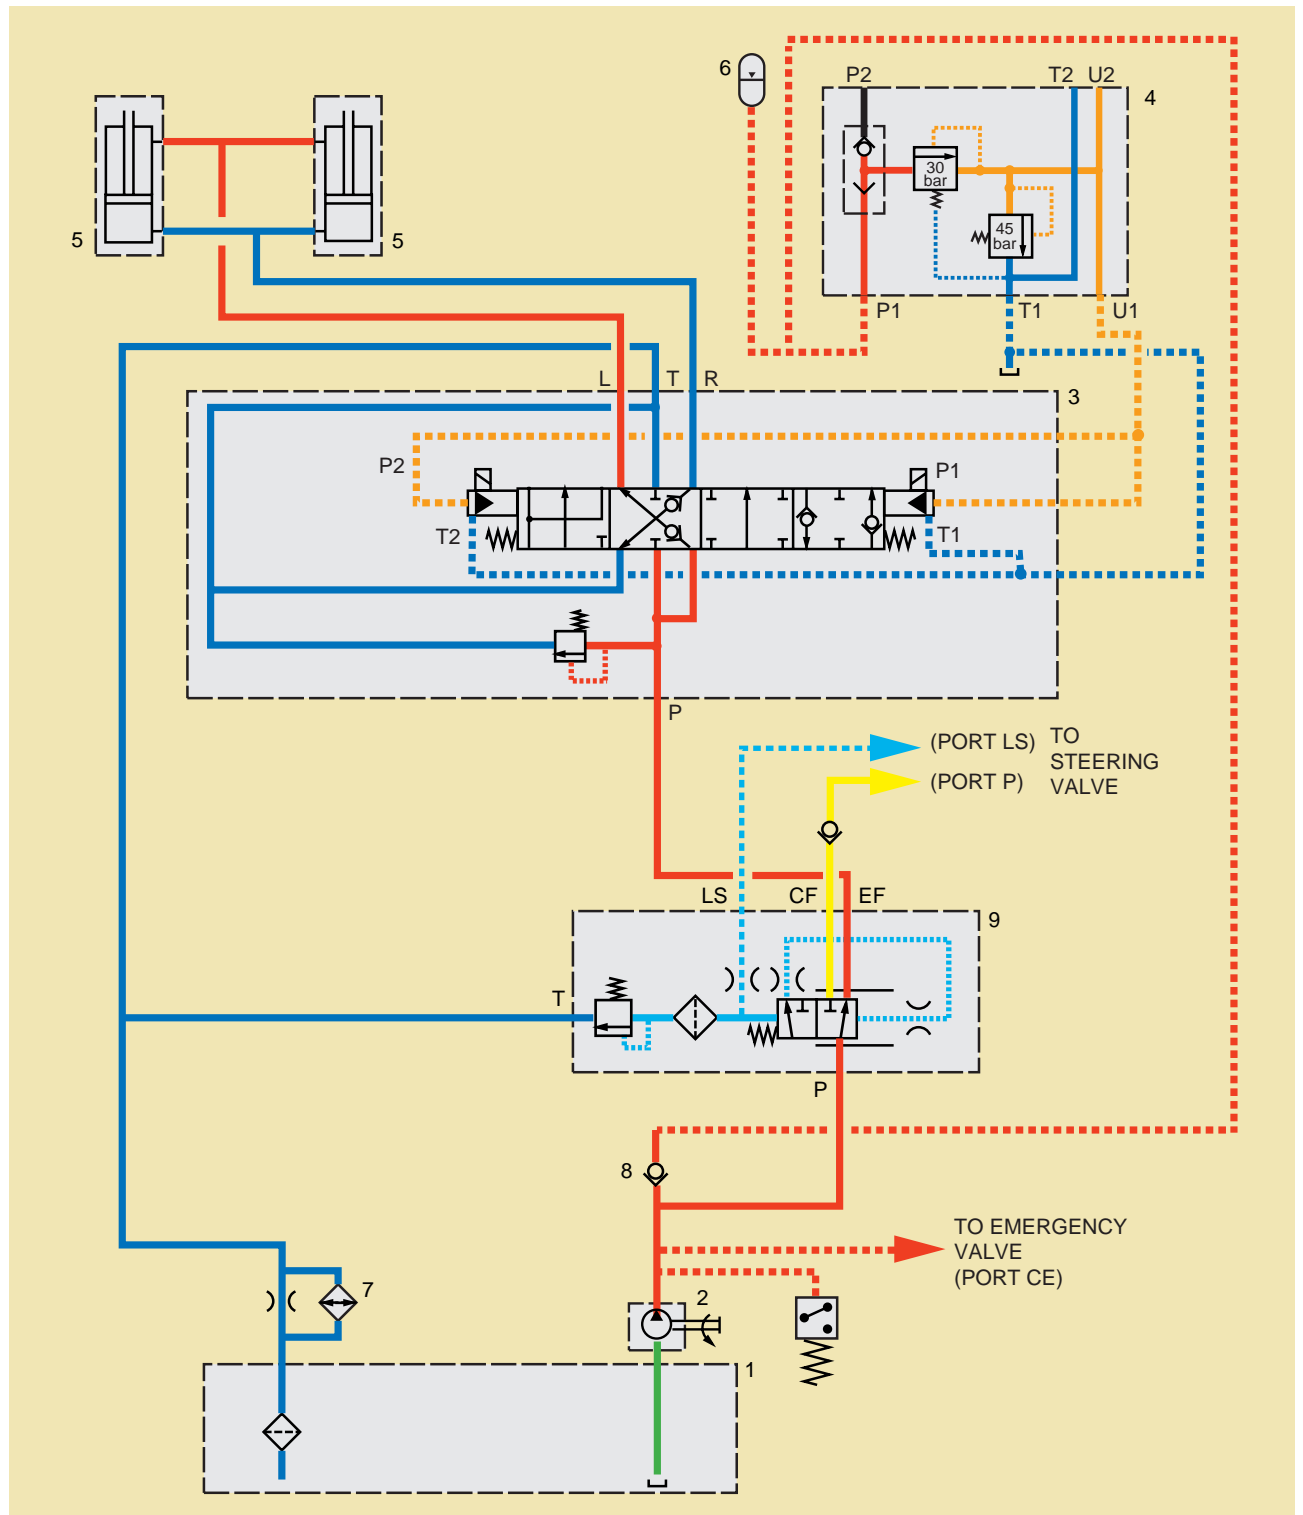 6
P2
T2 U2
4
30
bar
45
bar
5
5
P1
T1
U1
L
T
R
3
P2
P1
T2
T1
P
(PORT LS)
(PORT P)
TO
STEERING
VALVE
LS
CF
EF
9
T
P
8
TO EMERGENCY
VALVE
(PORT CE)
7
2
1